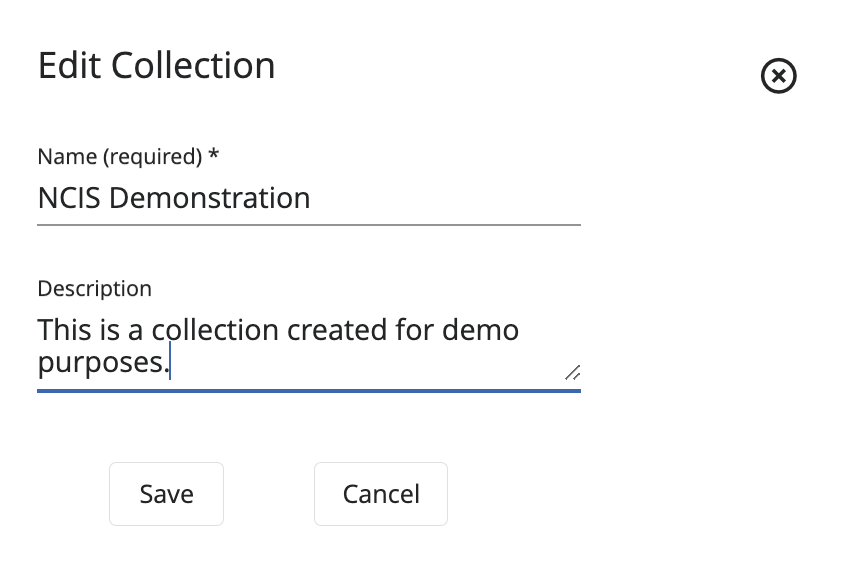 Edit Collection
Name (required) *
NCIS Demonstration
Description
This is a collection created for demo
purposes.
Save
Cancel